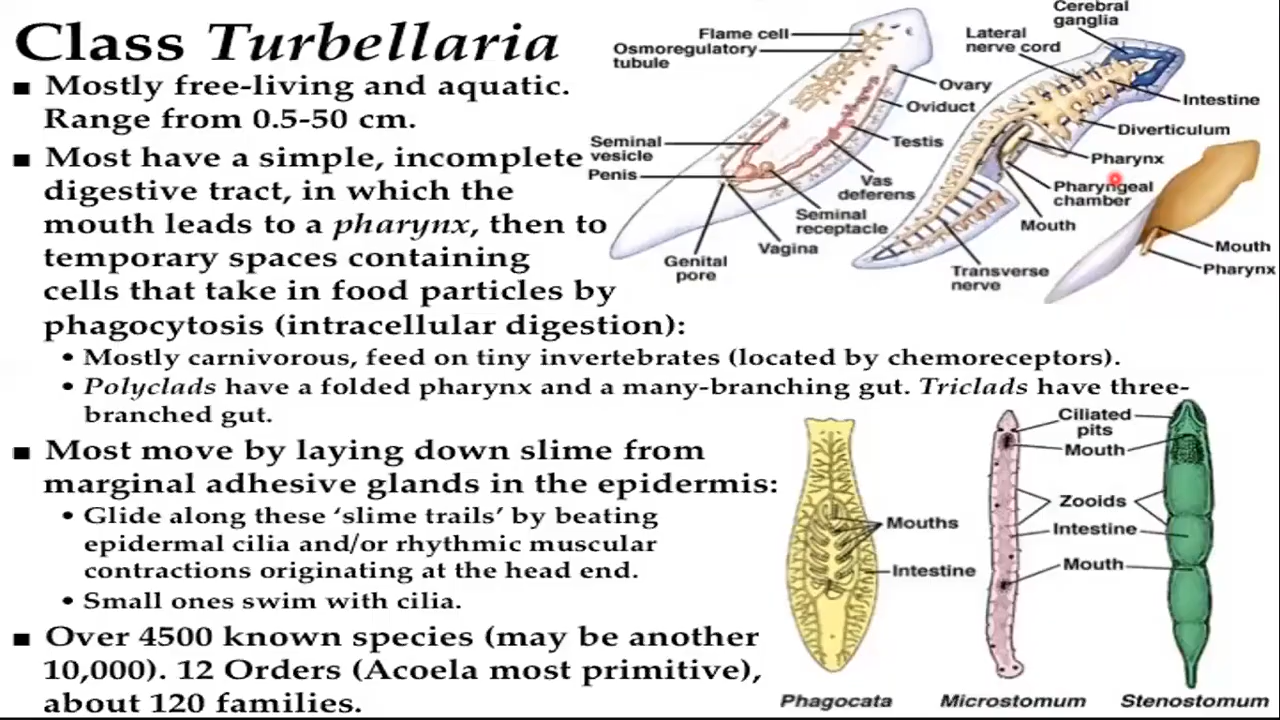 Class Turbellaria
▪ Mostly free-living and aquatic.
Range from 0.5-50 cm.
▪ Most have a simple, incomplete
digestive tract, in which the
mouth leads to a pharynx, then to
temporary spaces containing
cells that take in food particles by
phagocytosis (intracellular digestion):
• Mostly carnivorous, feed on tiny invertebrates (located by chemoreceptors).
• Polyclads have a folded pharynx and a many-branching gut. Triclads have three-
branched gut.
▪ Most move by laying down slime from
marginal adhesive glands in the epidermis:
• Glide along these ‘slime trails’ by beating
epidermal cilia and/or rhythmic muscular
contractions originating at the head end.
• Small ones swim with cilia.
▪ Over 4500 known species (may be another
10,000). 12 Orders (Acoela most primitive),
about 120 families.
Flame cell
Osmoregulatory
tubule
Ovary
Oviduct
Testis
Seminal
vesicle
Penis
Vas
deferens
Seminal
receptacle
Vagina
Genital
pore
Cerebral
ganglia
Lateral
nerve cord
Intestine
Diverticulum
Pharynx
Pharyngeal
chamber
Mouth
Transverse
nerve
Mouth
Pharynx
Mouths
Intestine
Phagocata
Ciliated
pits
Mouth
Zooids
Intestine
Mouth
Microstomum
Stenostomum